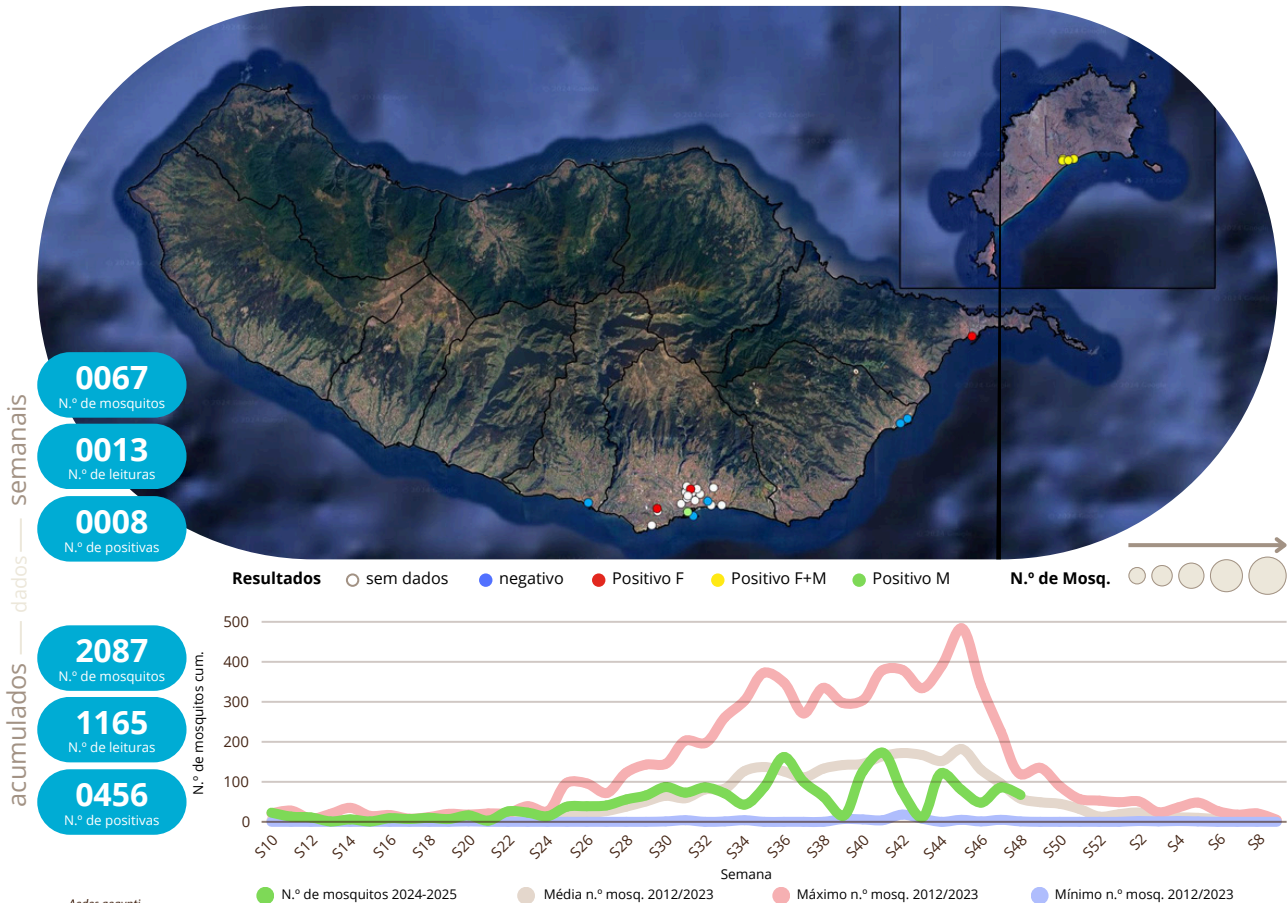 0067
N.º de mosquitos
0013
N.º de leituras
0008
N.º de positivas
acumulados — dados — semanais
Resultados sem dados negativo Positivo F Positivo F+M Positivo M N.º de Mosq.
2087
N.º de mosquitos
1165
N.º de leituras
0456
N.º de positivas
N.º de mosquitos cum.
500
400
300
200
100
0
S10 S12 S14 S16 S18 S20 S22 S24 S26 S28 S30 S32 S34 S36 S38 S40 S42 S44 S46 S48 S50 S52 S2 S4 S6 S8
Semana
N.º de mosquitos 2024-2025 Média n.º mosq. 2012/2023 Máximo n.º mosq. 2012/2023 Mínimo n.º mosq. 2012/2023